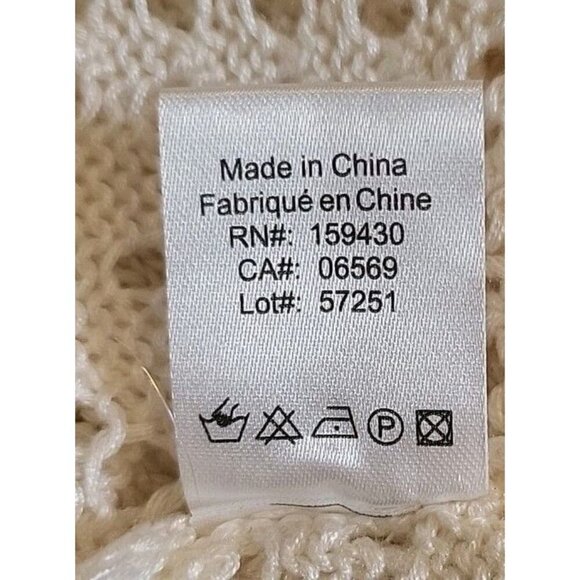 Made in China
Fabriqué en Chine
RN#: 159430
CA#: 06569
Lot#: 57251
P